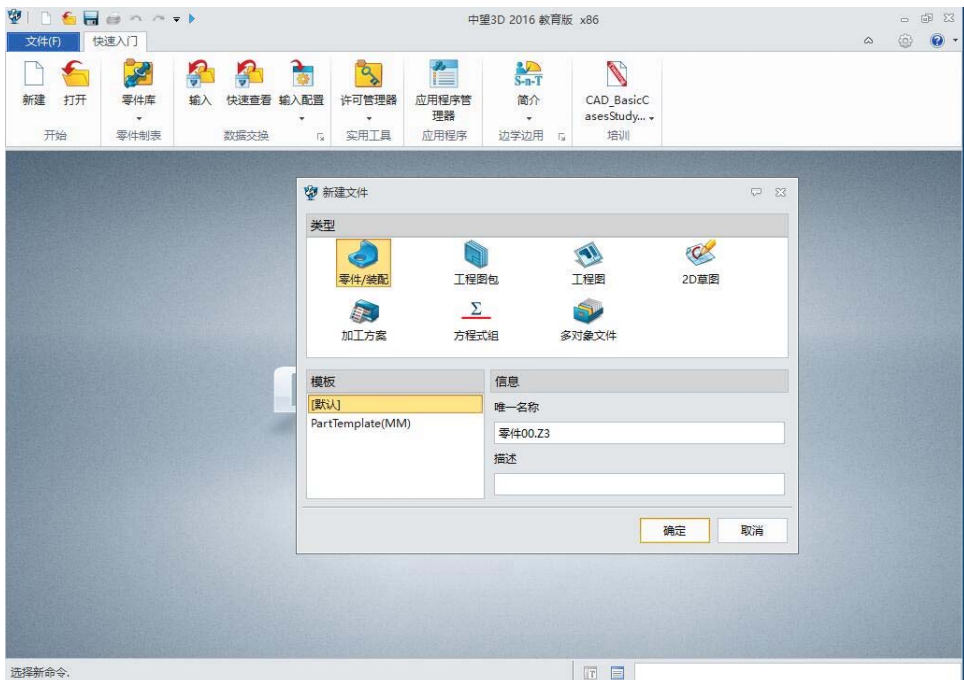 中望3D 2016 教育版 x86
文件(F) 快速入门
新建 打开 零件库 输入 快速查看 输入配置 许可管理器 应用程序管理器 S-n-T 简介 CAD_BasicC
asesStudy...
开始 零件制表 数据交换 实用工具 应用程序 边学边用 培训
新建文件
类型
零件/装配 工程图包 工程图 2D草图
Σ
加工方案 方程式组 多对象文件
模板 信息
[默认] 唯一名称
PartTemplate(MM)
零件00.Z3
描述
确定 取消
选择新命令.